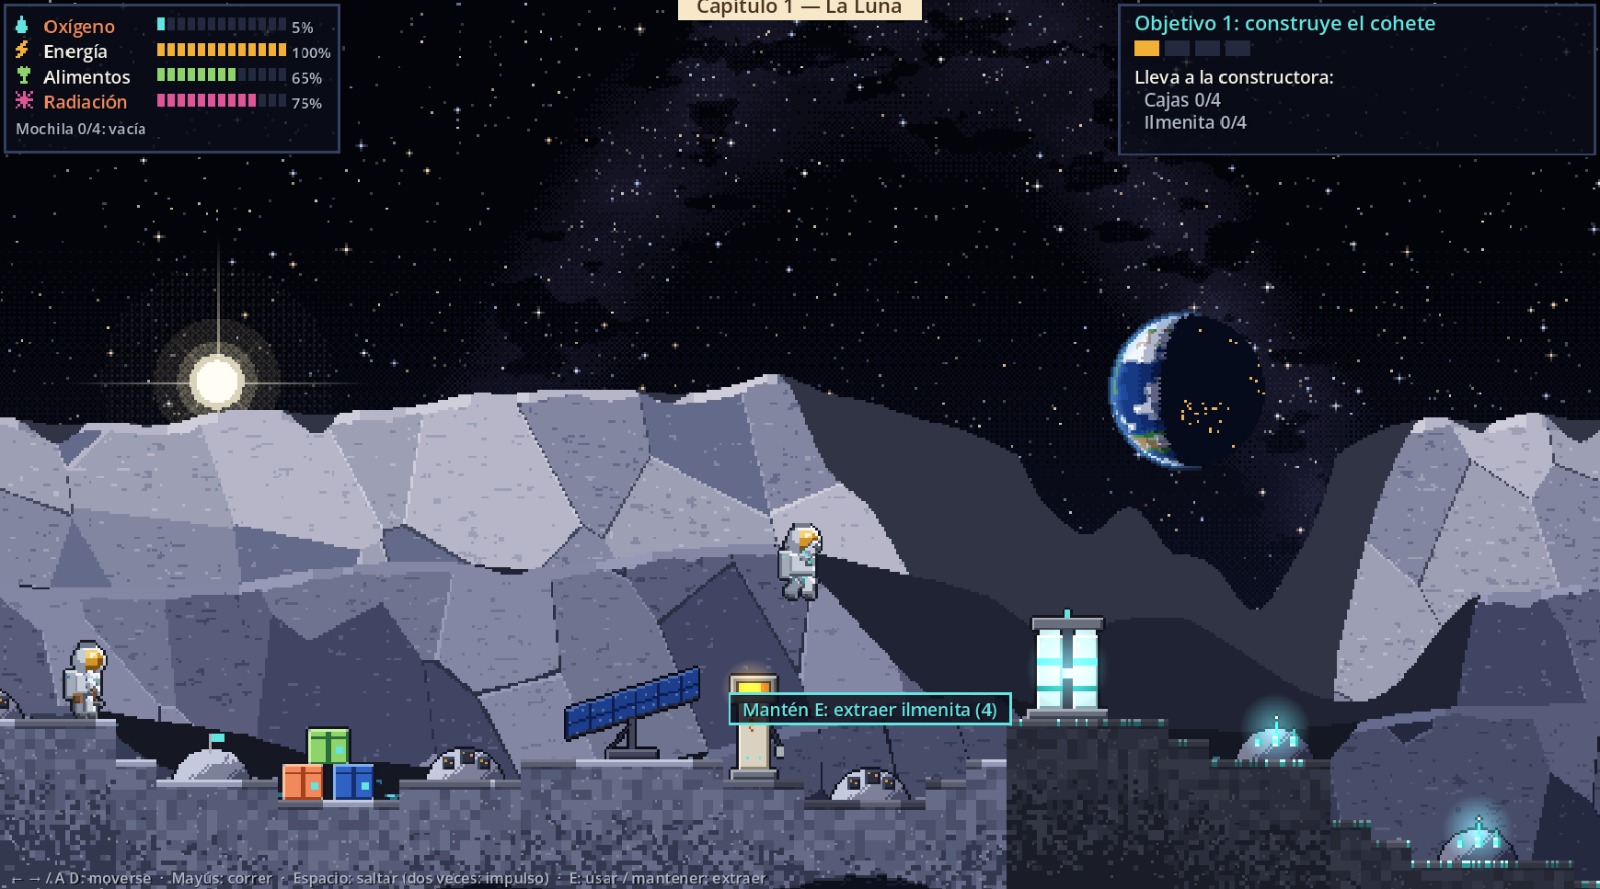 Oxígeno 5%
Energía 100%
Alimentos 65%
Radiación 75%
Mochila 0/4: vacía
Capítulo 1 — La Luna
Objetivo 1: construye el cohete
Lleva a la constructora:
Cajas 0/4
Ilmenita 0/4
Mantén E: extraer ilmenita (4)
← → / A D: moverse · Mayús: correr · Espacio: saltar (dos veces: impulso) · E: usar / mantener: extraer